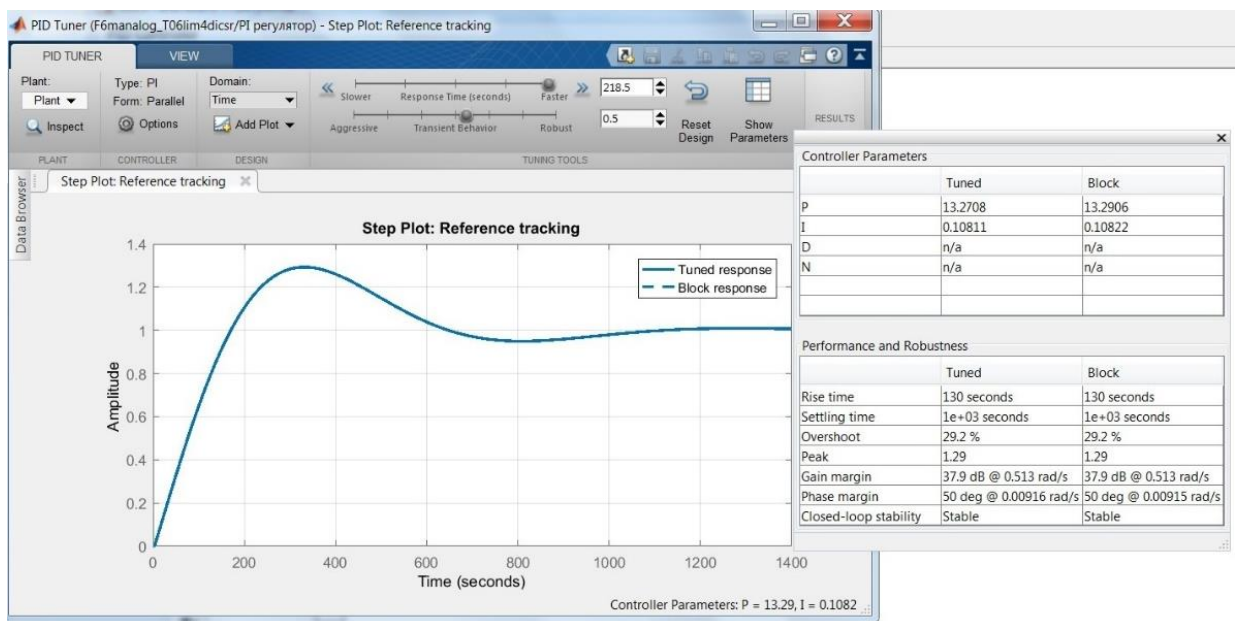 PID Tuner (F6manalog_T06lim4dicsr/PI регулятор) - Step Plot: Reference tracking
PID TUNER VIEW
Plant: Type: PI Domain:
Plant Form: Parallel Time
Slower Response Time (seconds) Faster 218.5
Inspect Options Add Plot
Aggressive Transient Behavior Robust 0.5
Reset Design
Show Parameters
RESULTS
PLANT CONTROLLER DESIGN TUNING TOOLS
Data Browser
Step Plot: Reference tracking
Step Plot: Reference tracking
Tuned response
Block response
Amplitude
1.4
1.2
1
0.8
0.6
0.4
0.2
0
0 200 400 600 800 1000 1200 1400
Time (seconds)
Controller Parameters: P = 13.29, I = 0.1082
Controller Parameters
Tuned Block
P 13.2708 13.2906
I 0.10811 0.10822
D n/a n/a
N n/a n/a
Performance and Robustness
Tuned Block
Rise time 130 seconds 130 seconds
Settling time 1e+03 seconds 1e+03 seconds
Overshoot 29.2 % 29.2 %
Peak 1.29 1.29
Gain margin 37.9 dB @ 0.513 rad/s 37.9 dB @ 0.513 rad/s
Phase margin 50 deg @ 0.00916 rad/s 50 deg @ 0.00915 rad/s
Closed-loop stability Stable Stable